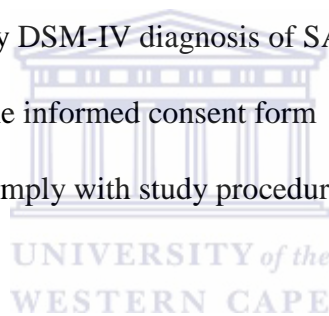 y DSM-IV diagnosis of SA
e informed consent form
mply with study procedur
UNIVERSITY of the
WESTERN CAPE